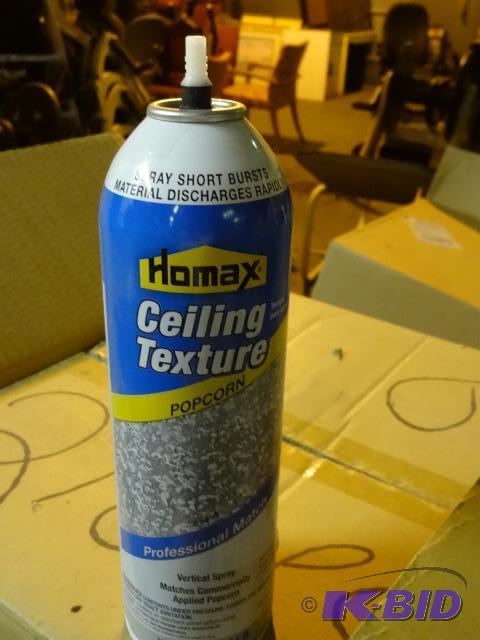 SPRAY SHORT BURSTS
MATERIAL DISCHARGES RAPIDLY
Homax
Ceiling
Texture
POPCORN
Professional Match
Vertical Spray
Matches Commercially
Applied Popcorn
© K-BID